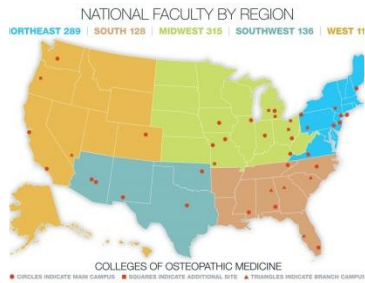 NATIONAL FACULTY BY REGION
ORTHEAST 289 | SOUTH 128 | MIDWEST 315 | SOUTHWEST 136 | WEST 11
COLLEGES OF OSTEOPATHIC MEDICINE
CIRCLES INDICATE MAIN CAMPUS SQUARES INDICATE ADDITIONAL SITE TRIANGLES INDICATE BRANCH CAMPUS